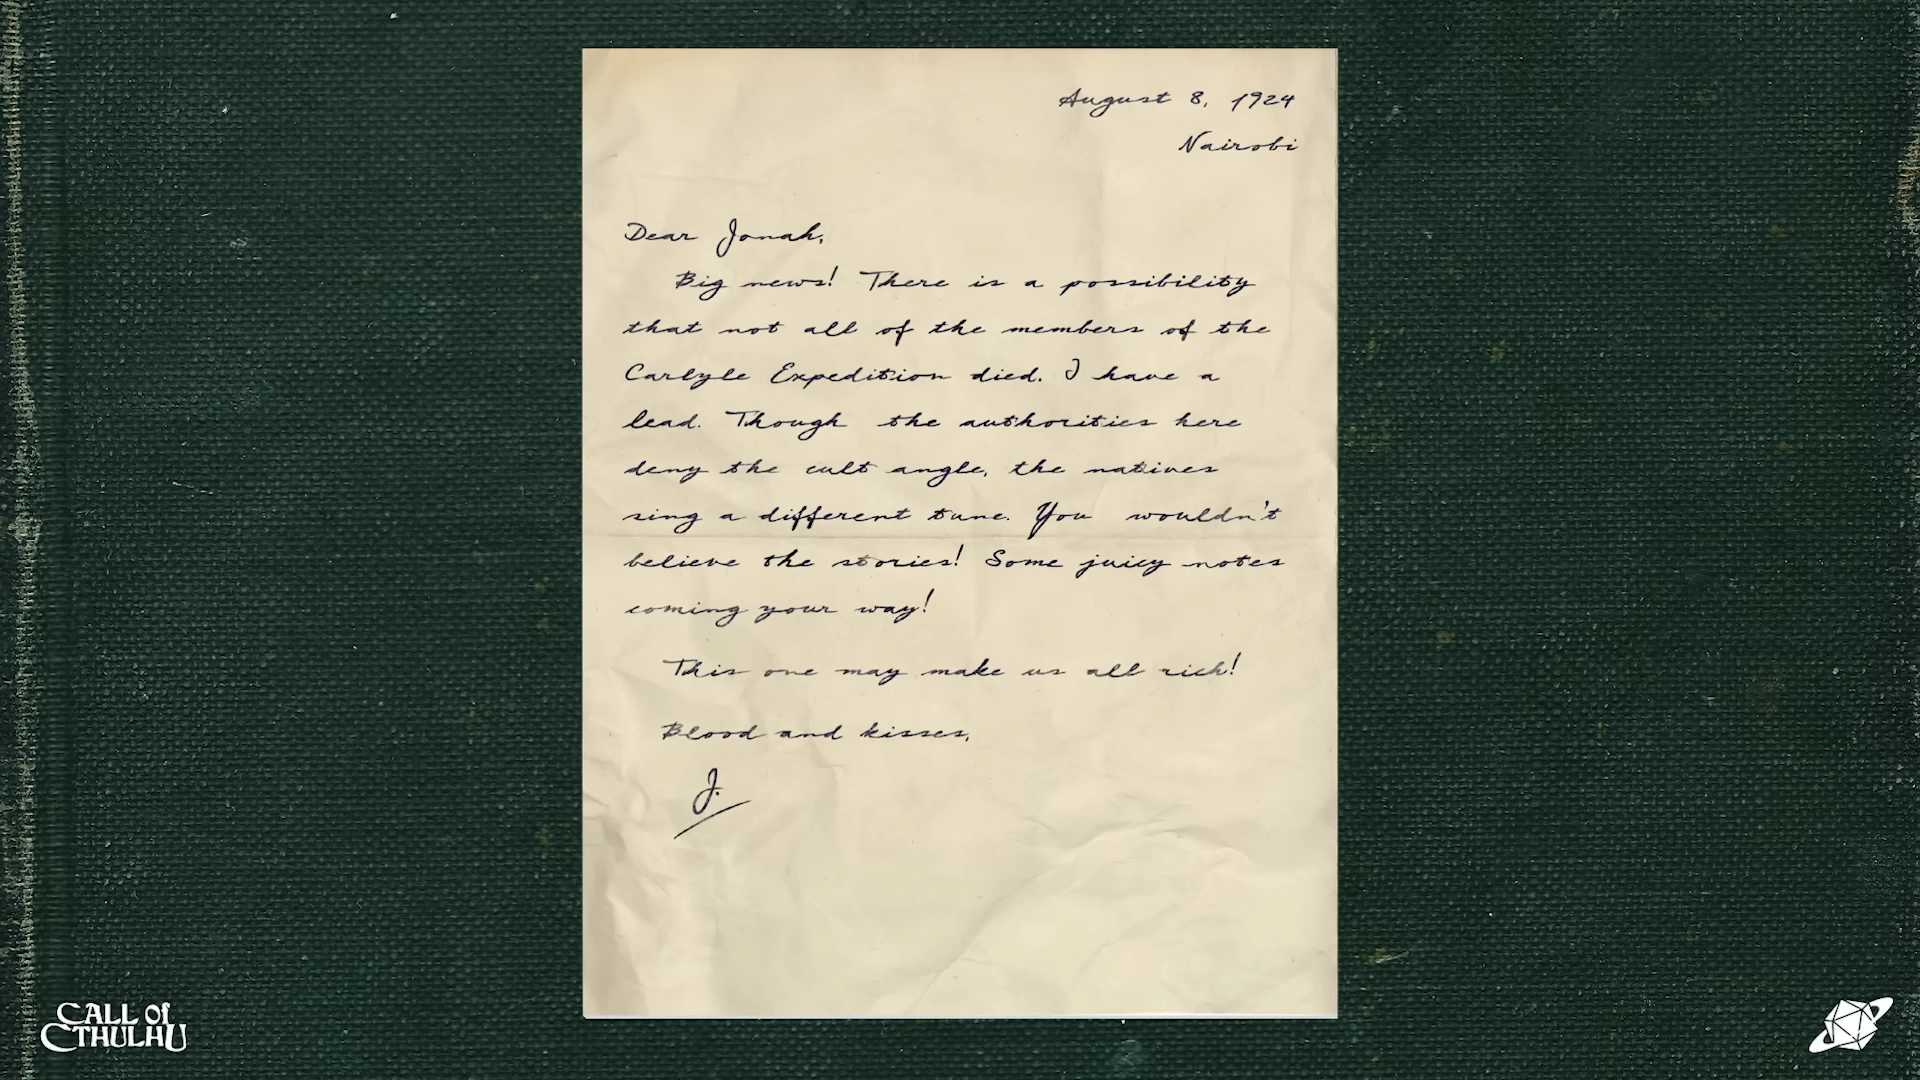 August 8, 1924
Nairobi
Dear Jonah,
Big news! There is a possibility
that not all of the members of the
Carlyle Expedition died. I have a
lead. Though the authorities here
deny the cult angle, the natives
sing a different tune. You wouldn't
believe the stories! Some juicy notes
coming your way!
This one may make us all rich!
Blood and kisses,
J.
CALL of
CTHULHU